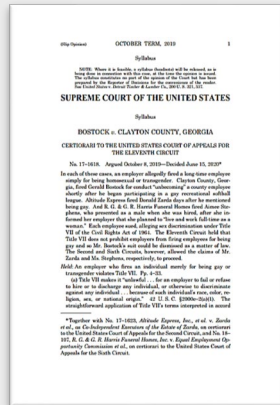 (Slip Opinion) OCTOBER TERM, 2019 1
Syllabus
NOTE: Where it is feasible, a syllabus (headnote) will be released, as is
being done in connection with this case, at the time the opinion is issued.
The syllabus constitutes no part of the opinion of the Court but has been
prepared by the Reporter of Decisions for the convenience of the reader.
See United States v. Detroit Timber & Lumber Co., 200 U. S. 321, 337.
SUPREME COURT OF THE UNITED STATES
Syllabus
BOSTOCK v. CLAYTON COUNTY, GEORGIA
CERTIORARI TO THE UNITED STATES COURT OF APPEALS FOR
THE ELEVENTH CIRCUIT
No. 17–1618. Argued October 8, 2019—Decided June 15, 2020*
In each of these cases, an employer allegedly fired a long-time employee
simply for being homosexual or transgender. Clayton County, Geor-
gia, fired Gerald Bostock for conduct “unbecoming” a county employee
shortly after he began participating in a gay recreational softball
league. Altitude Express fired Donald Zarda days after he mentioned
being gay. And R. G. & G. R. Harris Funeral Homes fired Aimee Ste-
phens, who presented as a male when she was hired, after she in-
formed her employer that she planned to “live and work full-time as a
woman.” Each employee sued, alleging sex discrimination under Title
VII of the Civil Rights Act of 1964. The Eleventh Circuit held that
Title VII does not prohibit employers from firing employees for being
gay and so Mr. Bostock’s suit could be dismissed as a matter of law.
The Second and Sixth Circuits, however, allowed the claims of Mr.
Zarda and Ms. Stephens, respectively, to proceed.
Held: An employer who fires an individual merely for being gay or
transgender violates Title VII. Pp. 4–33.
(a) Title VII makes it “unlawful . . . for an employer to fail or refuse
to hire or to discharge any individual, or otherwise to discriminate
against any individual . . . because of such individual’s race, color, re-
ligion, sex, or national origin.” 42 U. S. C. §2000e–2(a)(1). The
straightforward application of Title VII’s terms interpreted in accord
*Together with No. 17–1623, Altitude Express, Inc., et al. v. Zarda
et al., as Co-Independent Executors of the Estate of Zarda, on certiorari
to the United States Court of Appeals for the Second Circuit, and No. 18–
107, R. G. & G. R. Harris Funeral Homes, Inc. v. Equal Employment Op-
portunity Commission et al., on certiorari to the United States Court of
Appeals for the Sixth Circuit.